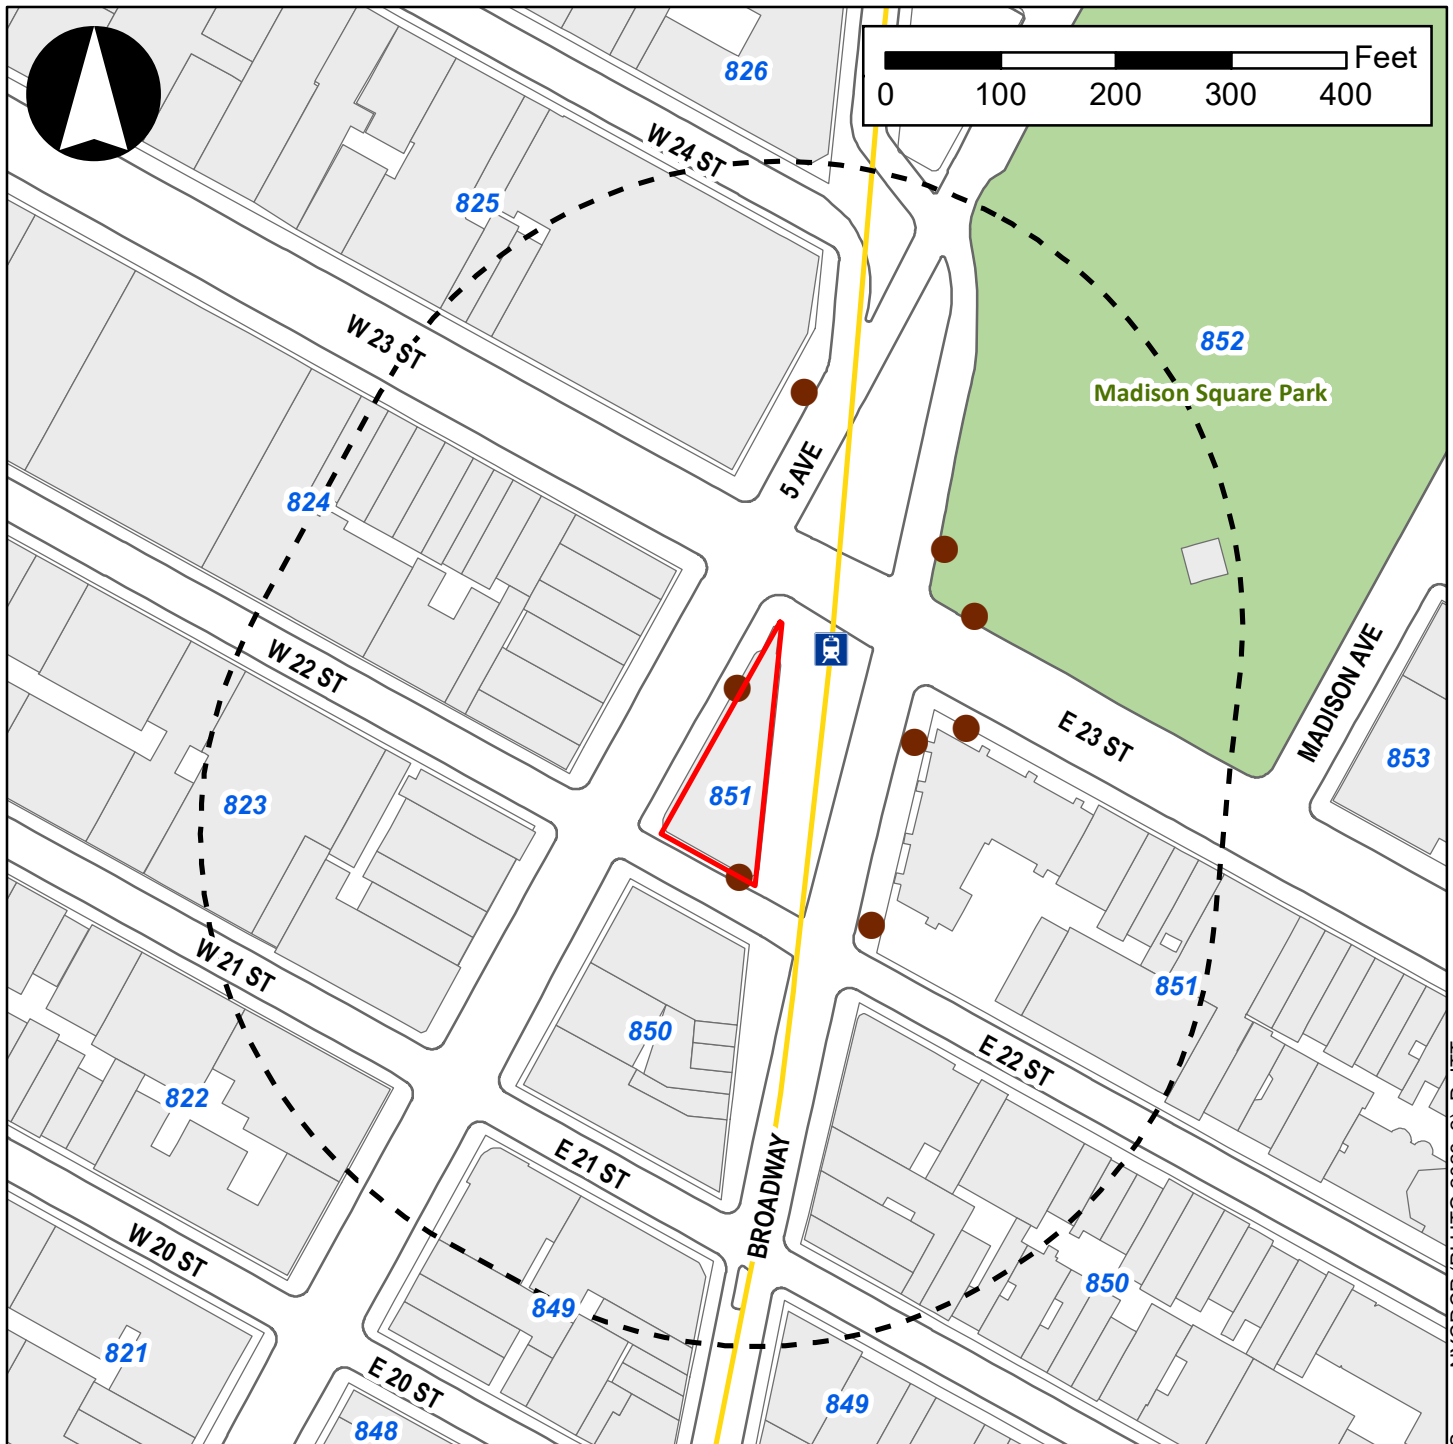 826
Feet
0 100 200 300 400
W 24 ST
825
W 23 ST
852
Madison Square Park
5 AVE
824
W 22 ST
MADISON AVE
E 23 ST
853
851
823
W 21 ST
851
850
E 22 ST
822
E 21 ST
BROADWAY
W 20 ST
850
849
821
E 20 ST
849
848